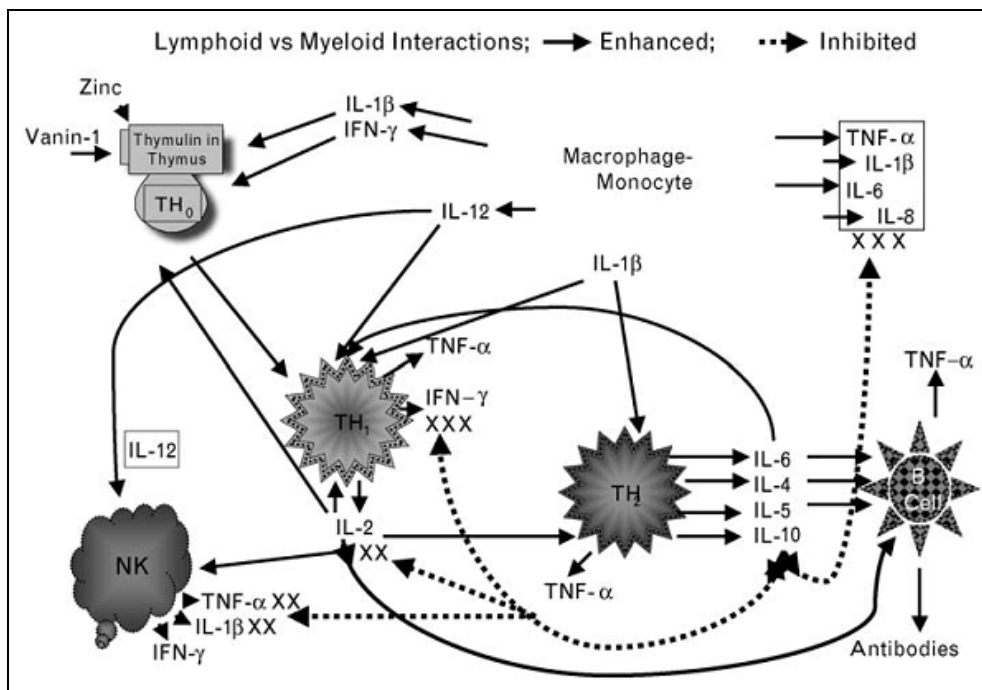 Lymphoid vs Myeloid Interactions; Enhanced; Inhibited
Zinc
Vanin-1
Thymulin in
Thymus
TH0
IL-1β
IFN-γ
Macrophage-
Monocyte
TNF-α
IL-1β
IL-6
IL-8
XXX
IL-12
IL-1β
TNF-α
IFN-γ
XXX
TH1
TNF-α
IL-12
IL-6
IL-4
IL-5
IL-10
TH2
B
Cell
IL-2
XX
NK
TNF-α XX
IL-1β XX
IFN-γ
TNF-α
Antibodies